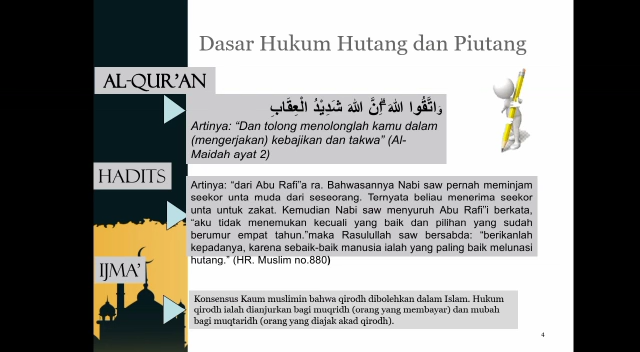 Dasar Hukum Hutang dan Piutang
AL-QUR'AN
وَاتَّقُوا اللهَ ۗ اِنَّ اللهَ شَدِيْدُ الْعِقَابِ
Artinya: “Dan tolong menolonglah kamu dalam
(mengerjakan) kebajikan dan takwa” (Al-
Maidah ayat 2)
HADITS
Artinya: “dari Abu Rafi”a ra. Bahwasannya Nabi saw pernah meminjam
seekor unta muda dari seseorang. Ternyata beliau menerima seekor
unta untuk zakat. Kemudian Nabi saw menyuruh Abu Rafi”i berkata,
“aku tidak menemukan kecuali yang baik dan pilihan yang sudah
berumur empat tahun.”maka Rasulullah saw bersabda: “berikanlah
kepadanya, karena sebaik-baik manusia ialah yang paling baik melunasi
hutang.” (HR. Muslim no.880)
IJMA'
Konsensus Kaum muslimin bahwa qirodh dibolehkan dalam Islam. Hukum
qirodh ialah dianjurkan bagi muqridh (orang yang membayar) dan mubah
bagi muqtaridh (orang yang diajak akad qirodh).
4